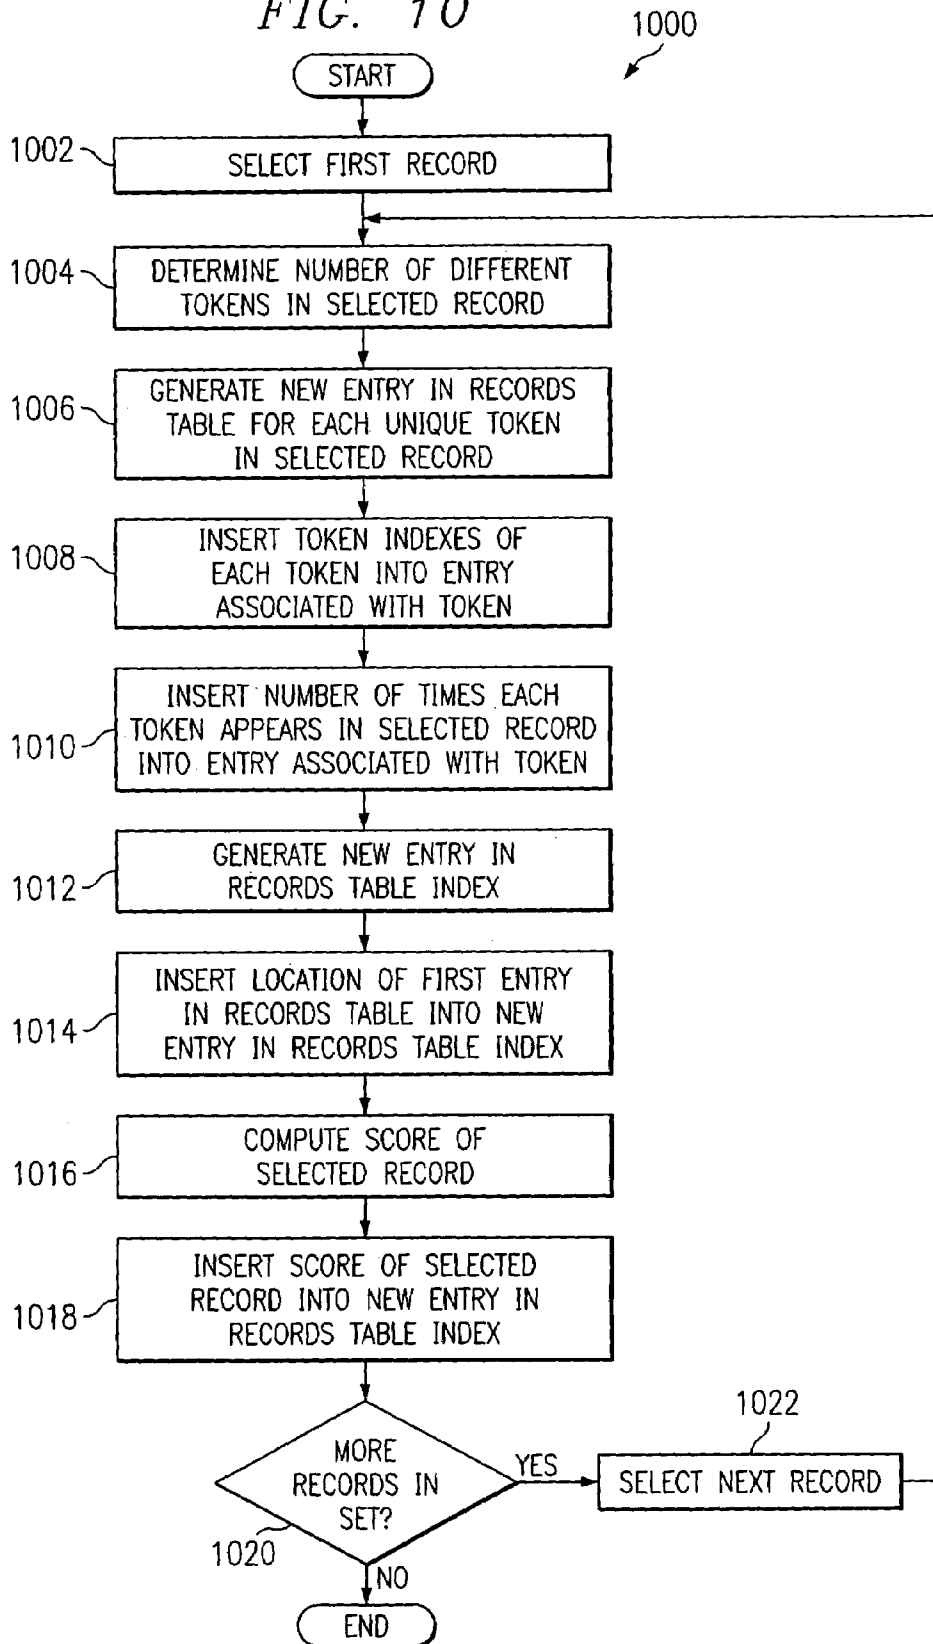 FIG. 10
1000
START
1002
SELECT FIRST RECORD
1004
DETERMINE NUMBER OF DIFFERENT
TOKENS IN SELECTED RECORD
1006
GENERATE NEW ENTRY IN RECORDS
TABLE FOR EACH UNIQUE TOKEN
IN SELECTED RECORD
1008
INSERT TOKEN INDEXES OF
EACH TOKEN INTO ENTRY
ASSOCIATED WITH TOKEN
1010
INSERT NUMBER OF TIMES EACH
TOKEN APPEARS IN SELECTED RECORD
INTO ENTRY ASSOCIATED WITH TOKEN
1012
GENERATE NEW ENTRY IN
RECORDS TABLE INDEX
1014
INSERT LOCATION OF FIRST ENTRY
IN RECORDS TABLE INTO NEW
ENTRY IN RECORDS TABLE INDEX
1016
COMPUTE SCORE OF
SELECTED RECORD
1018
INSERT SCORE OF SELECTED
RECORD INTO NEW ENTRY IN
RECORDS TABLE INDEX
1020
MORE
RECORDS IN
SET?
YES
1022
SELECT NEXT RECORD
NO
END